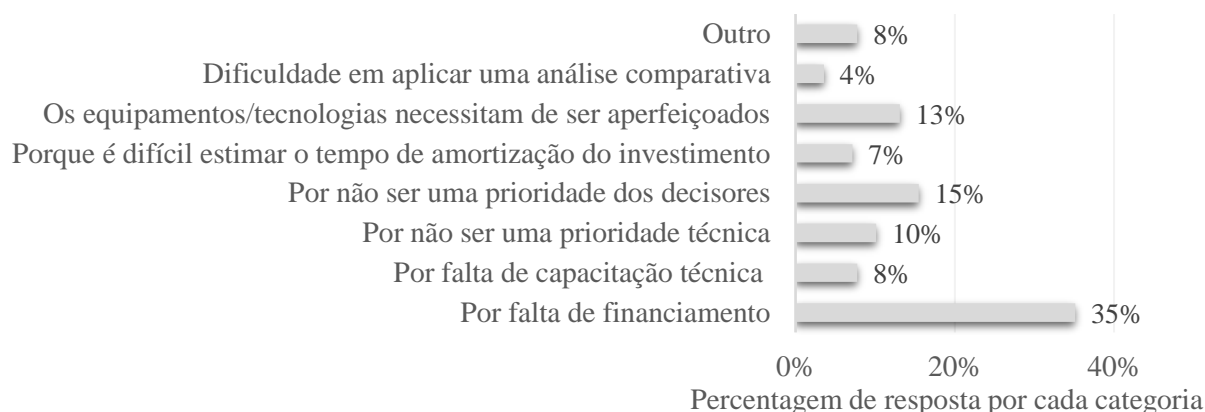 Outro 8%
Dificuldade em aplicar uma análise comparativa 4%
Os equipamentos/tecnologias necessitam de ser aperfeiçoados 13%
Porque é difícil estimar o tempo de amortização do investimento 7%
Por não ser uma prioridade dos decisores 15%
Por não ser uma prioridade técnica 10%
Por falta de capacitação técnica 8%
Por falta de financiamento 35%
0% 20% 40%
Percentagem de resposta por cada categoria